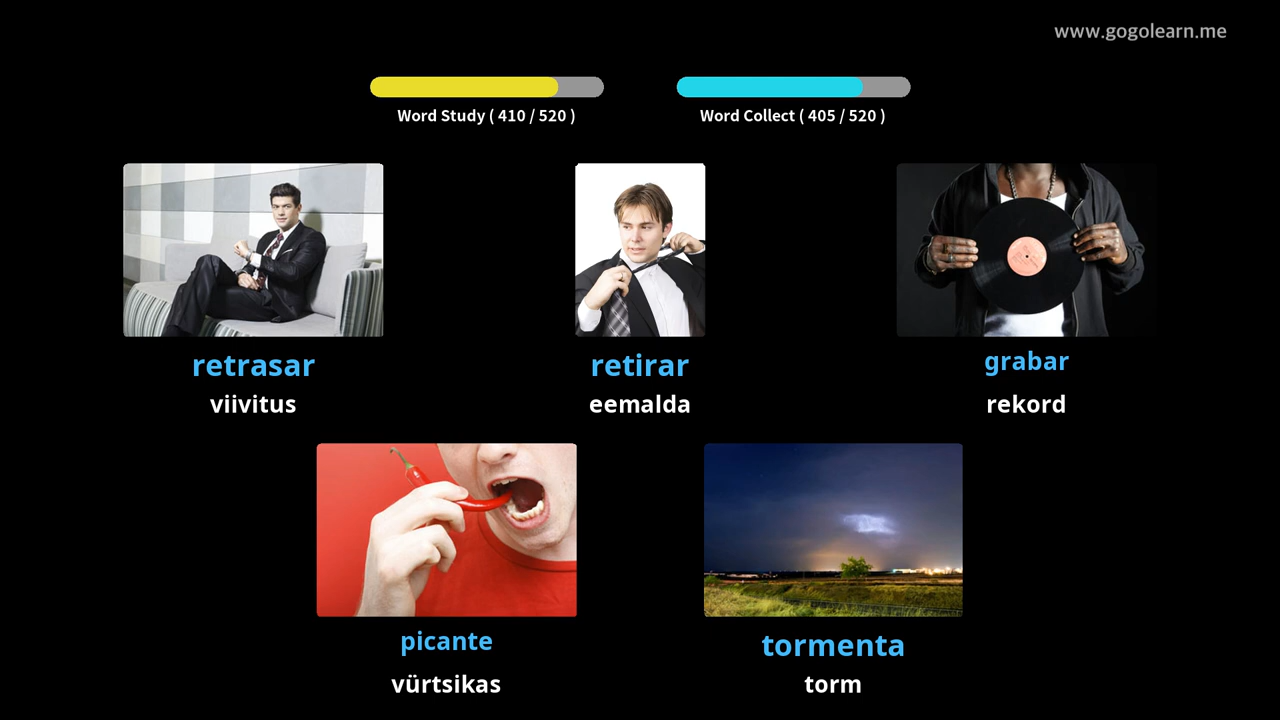 www.gogolearn.me
Word Study ( 410 / 520 )
Word Collect ( 405 / 520 )
retrasar
viivitus
retirar
eemalda
grabar
rekord
picante
vürtsikas
tormenta
torm